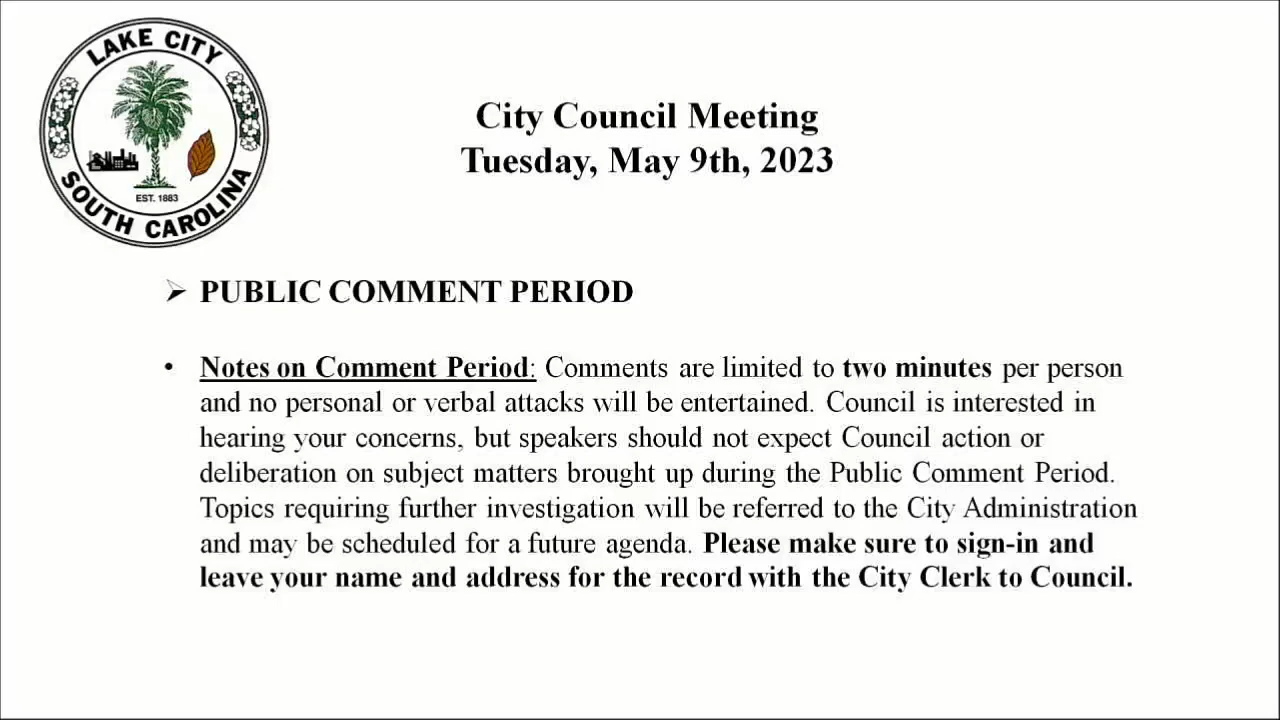 LAKE CITY
EST. 1883
SOUTH CAROLINA
City Council Meeting
Tuesday, May 9th, 2023
➢ PUBLIC COMMENT PERIOD
• Notes on Comment Period: Comments are limited to two minutes per person
and no personal or verbal attacks will be entertained. Council is interested in
hearing your concerns, but speakers should not expect Council action or
deliberation on subject matters brought up during the Public Comment Period.
Topics requiring further investigation will be referred to the City Administration
and may be scheduled for a future agenda. Please make sure to sign-in and
leave your name and address for the record with the City Clerk to Council.